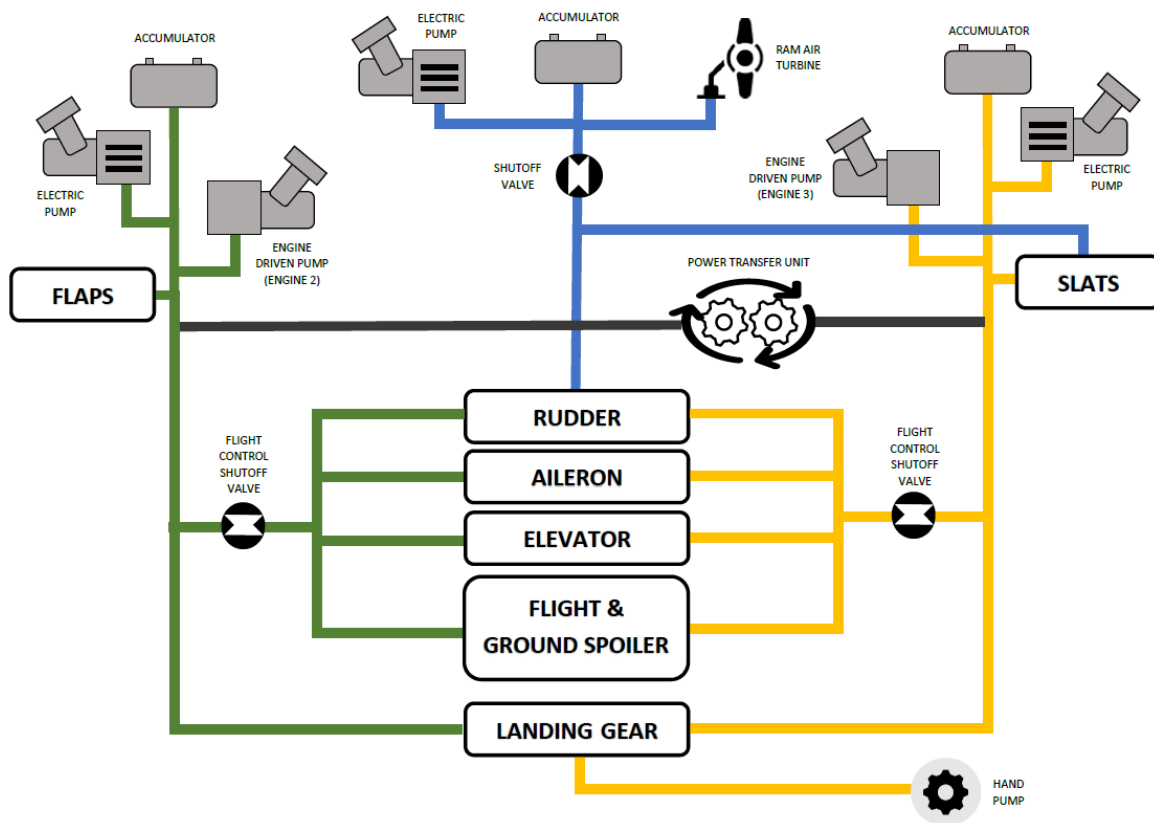 ACCUMULATOR
ELECTRIC
PUMP
ACCUMULATOR
RAM AIR
TURBINE
ACCUMULATOR
ELECTRIC
PUMP
ENGINE
DRIVEN PUMP
(ENGINE 2)
SHUTOFF
VALVE
ENGINE
DRIVEN PUMP
(ENGINE 3)
ELECTRIC
PUMP
FLAPS
POWER TRANSFER UNIT
SLATS
FLIGHT
CONTROL
SHUTOFF
VALVE
RUDDER
AILERON
ELEVATOR
FLIGHT &
GROUND SPOILER
LANDING GEAR
FLIGHT
CONTROL
SHUTOFF
VALVE
HAND
PUMP